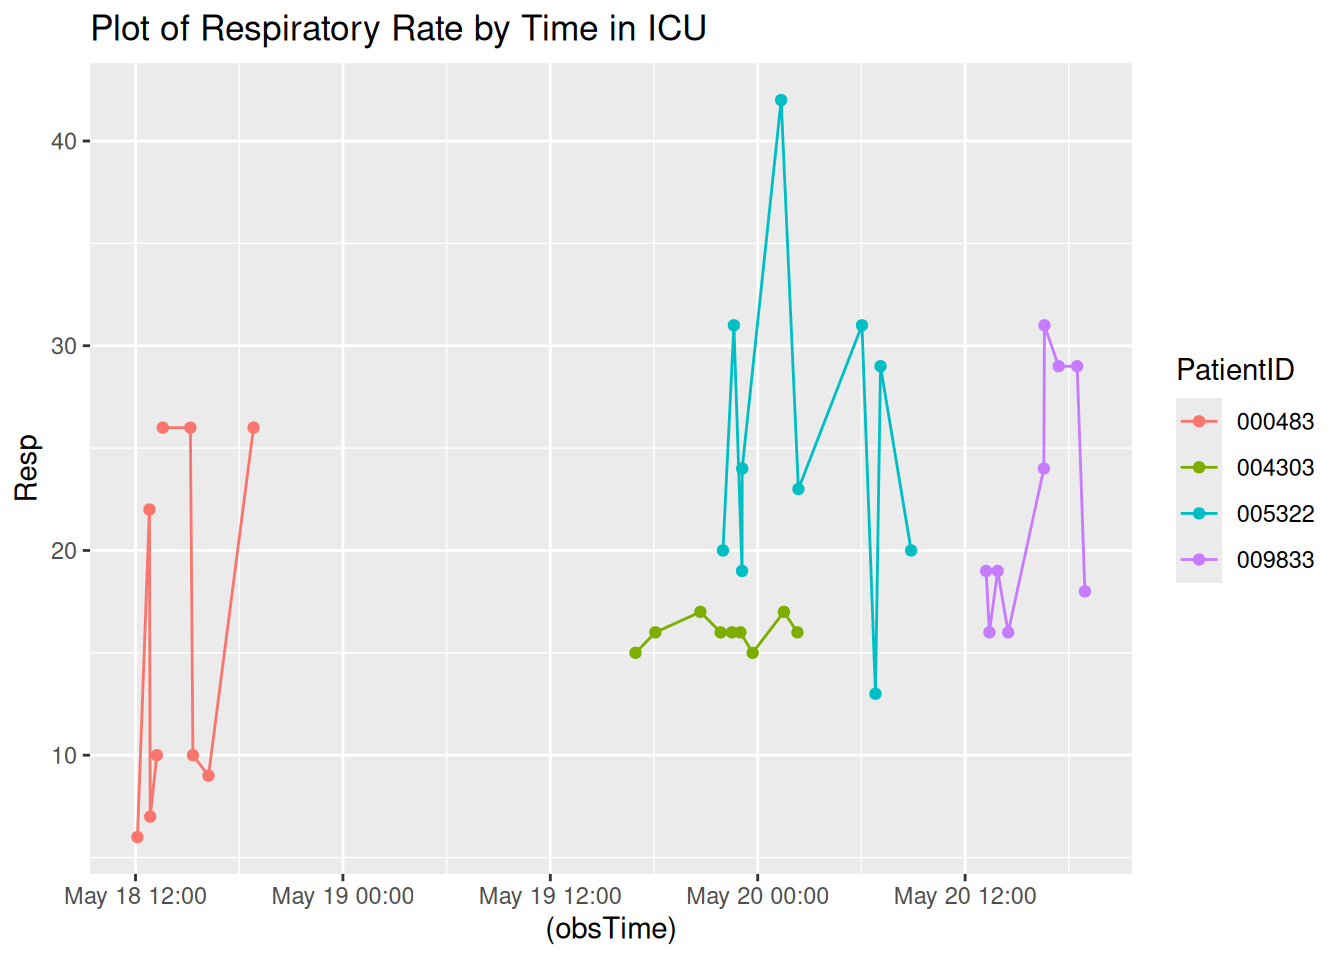 Plot of Respiratory Rate by Time in ICU
Resp
40
30
20
10
May 18 12:00
May 19 00:00
May 19 12:00
May 20 00:00
May 20 12:00
(obsTime)
PatientID
000483
004303
005322
009833